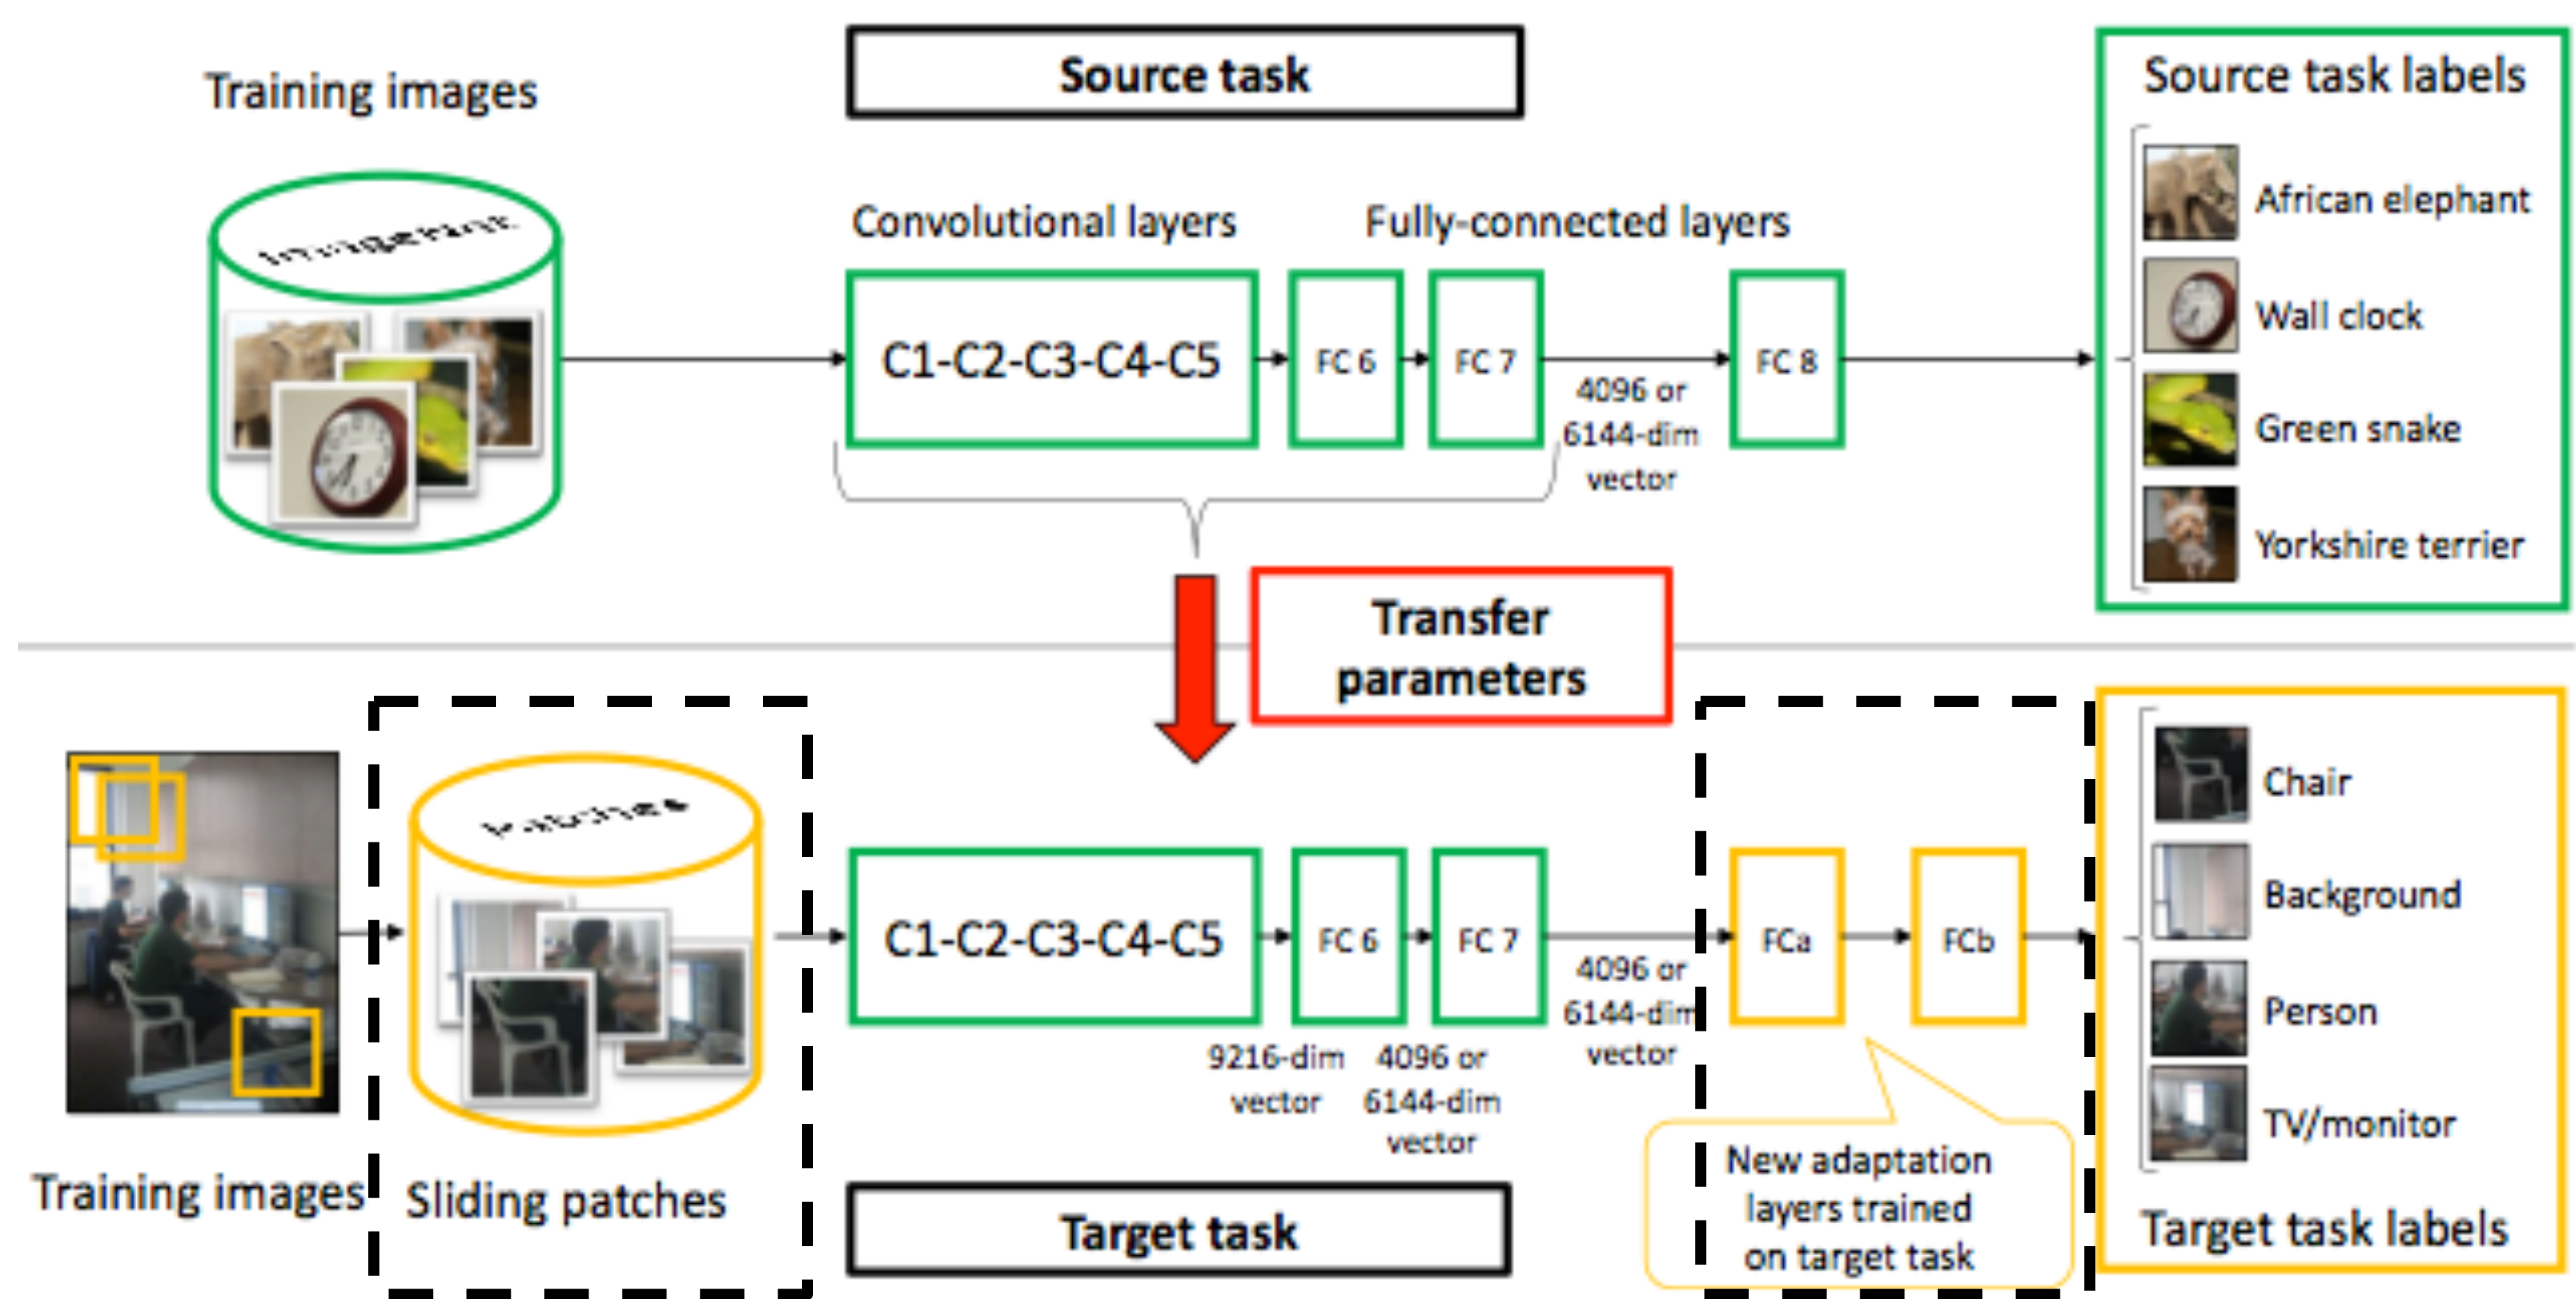 Source task
Training images
Source task labels
ImageNet
Convolutional layers
Fully-connected layers
African elephant
Wall clock
Green snake
Yorkshire terrier
C1-C2-C3-C4-C5
FC 6
FC 7
4096 or
6144-dim
vector
FC 8
Transfer
parameters
Patches
C1-C2-C3-C4-C5
FC 6
FC 7
4096 or
6144-dim
vector
FCa
FCb
9216-dim
vector
4096 or
6144-dim
vector
Chair
Background
Person
TV/monitor
Training images
Sliding patches
Target task
New adaptation
layers trained
on target task
Target task labels